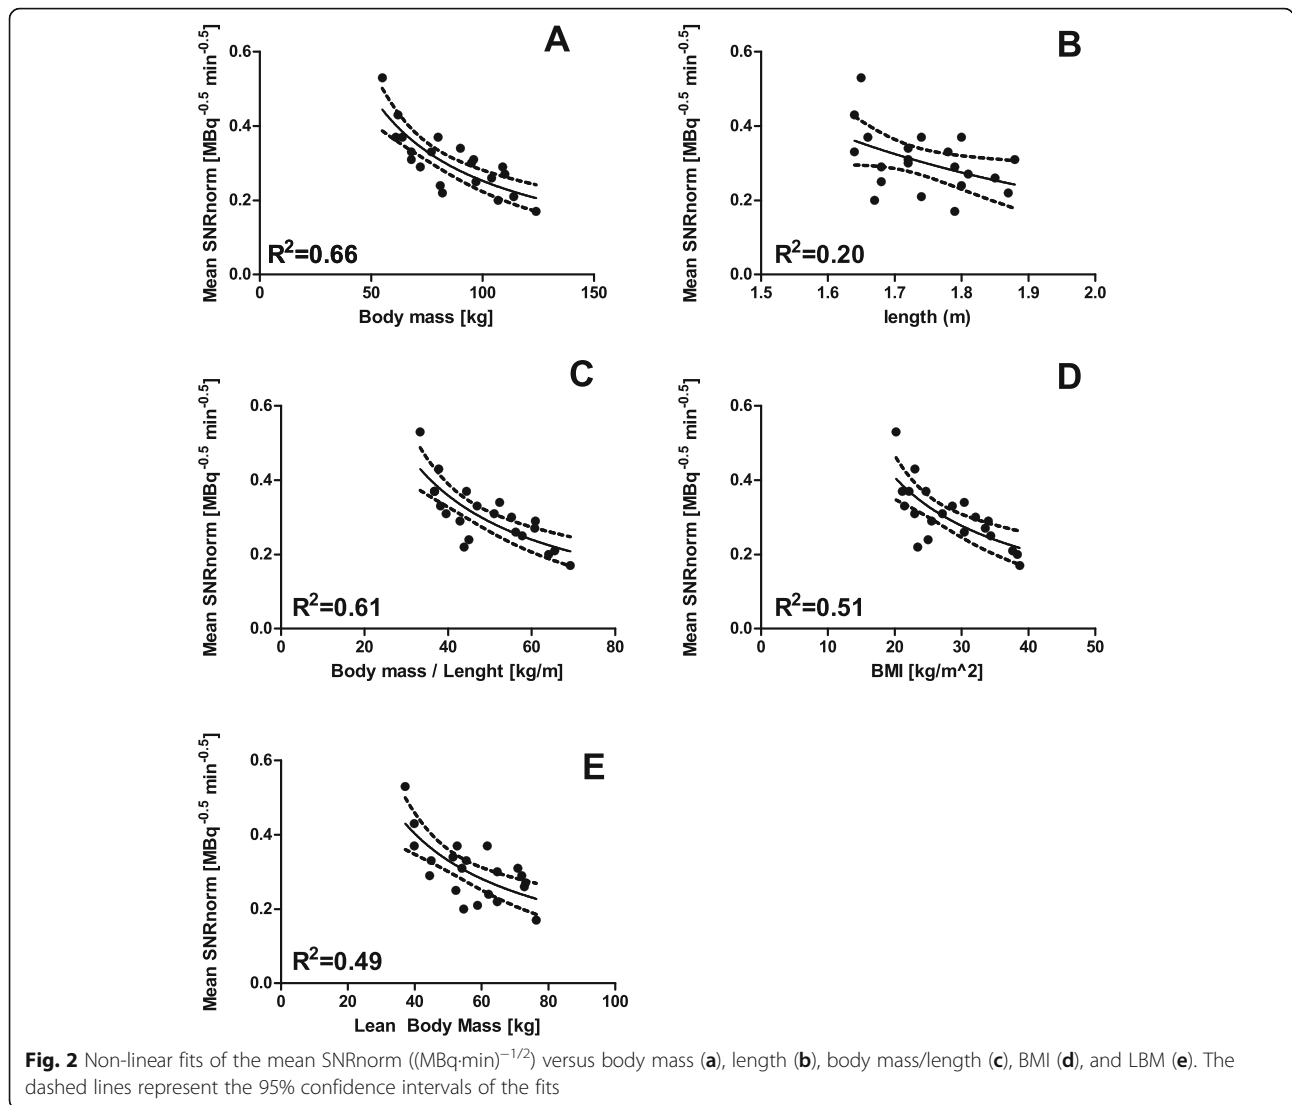 A
Mean SNRnorm [MBq^-0.5 min^-0.5]
0.6
0.4
0.2
0.0
R²=0.66
0 50 100 150
Body mass [kg]
B
Mean SNRnorm [MBq^-0.5 min^-0.5]
0.6
0.4
0.2
0.0
R²=0.20
1.5 1.6 1.7 1.8 1.9 2.0
length (m)
C
Mean SNRnorm [MBq^-0.5 min^-0.5]
0.6
0.4
0.2
0.0
R²=0.61
0 20 40 60 80
Body mass / Lenght [kg/m]
D
Mean SNRnorm [MBq^-0.5 min^-0.5]
0.6
0.4
0.2
0.0
R²=0.51
0 10 20 30 40 50
BMI [kg/m^2]
E
Mean SNRnorm [MBq^-0.5 min^-0.5]
0.6
0.4
0.2
0.0
R²=0.49
0 20 40 60 80 100
Lean Body Mass [kg]
Fig. 2 Non-linear fits of the mean SNRnorm ((MBq·min)^−1/2) versus body mass (a), length (b), body mass/length (c), BMI (d), and LBM (e). The
dashed lines represent the 95% confidence intervals of the fits